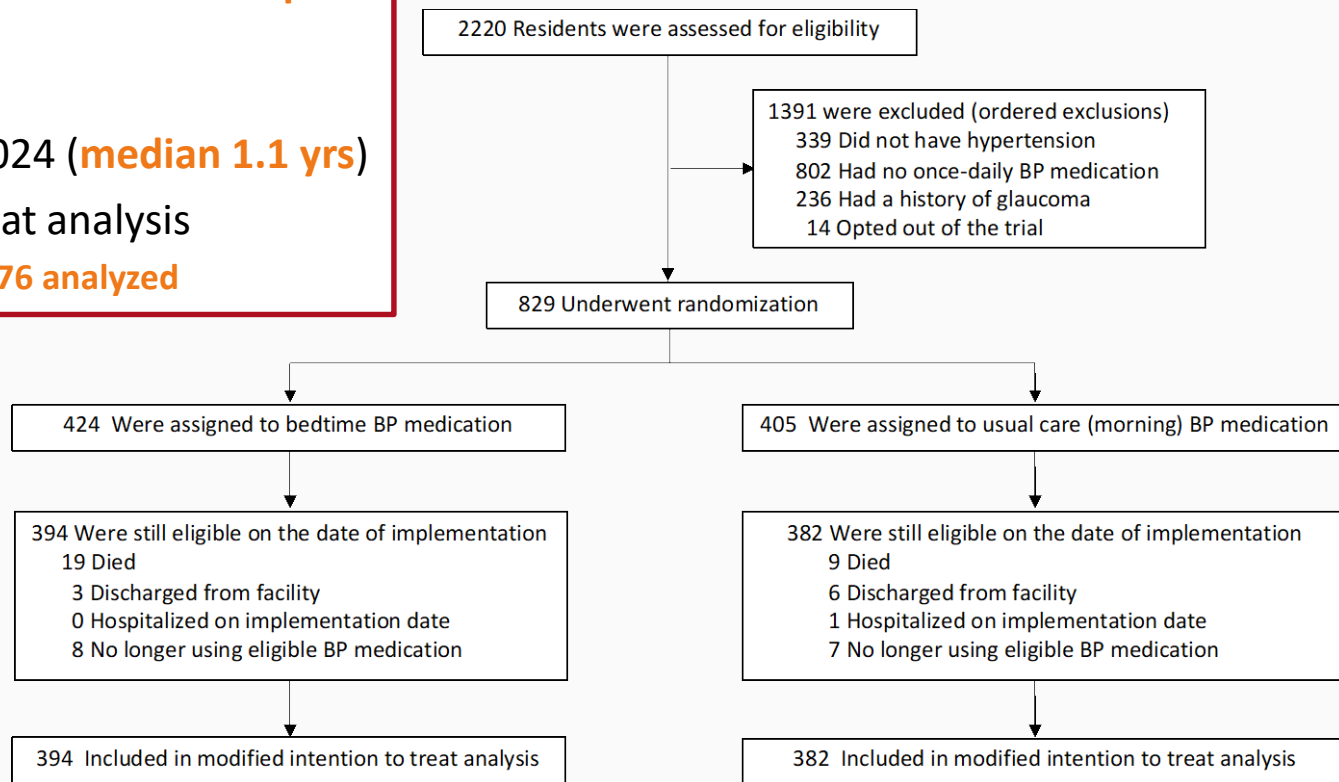 2220 Residents were assessed for eligibility
1391 were excluded (ordered exclusions)
339 Did not have hypertension
802 Had no once-daily BP medication
236 Had a history of glaucoma
14 Opted out of the trial
024 (median 1.1 yrs)
eat analysis
76 analyzed
829 Underwent randomization
424 Were assigned to bedtime BP medication
405 Were assigned to usual care (morning) BP medication
394 Were still eligible on the date of implementation
19 Died
3 Discharged from facility
0 Hospitalized on implementation date
8 No longer using eligible BP medication
382 Were still eligible on the date of implementation
9 Died
6 Discharged from facility
1 Hospitalized on implementation date
7 No longer using eligible BP medication
394 Included in modified intention to treat analysis
382 Included in modified intention to treat analysis